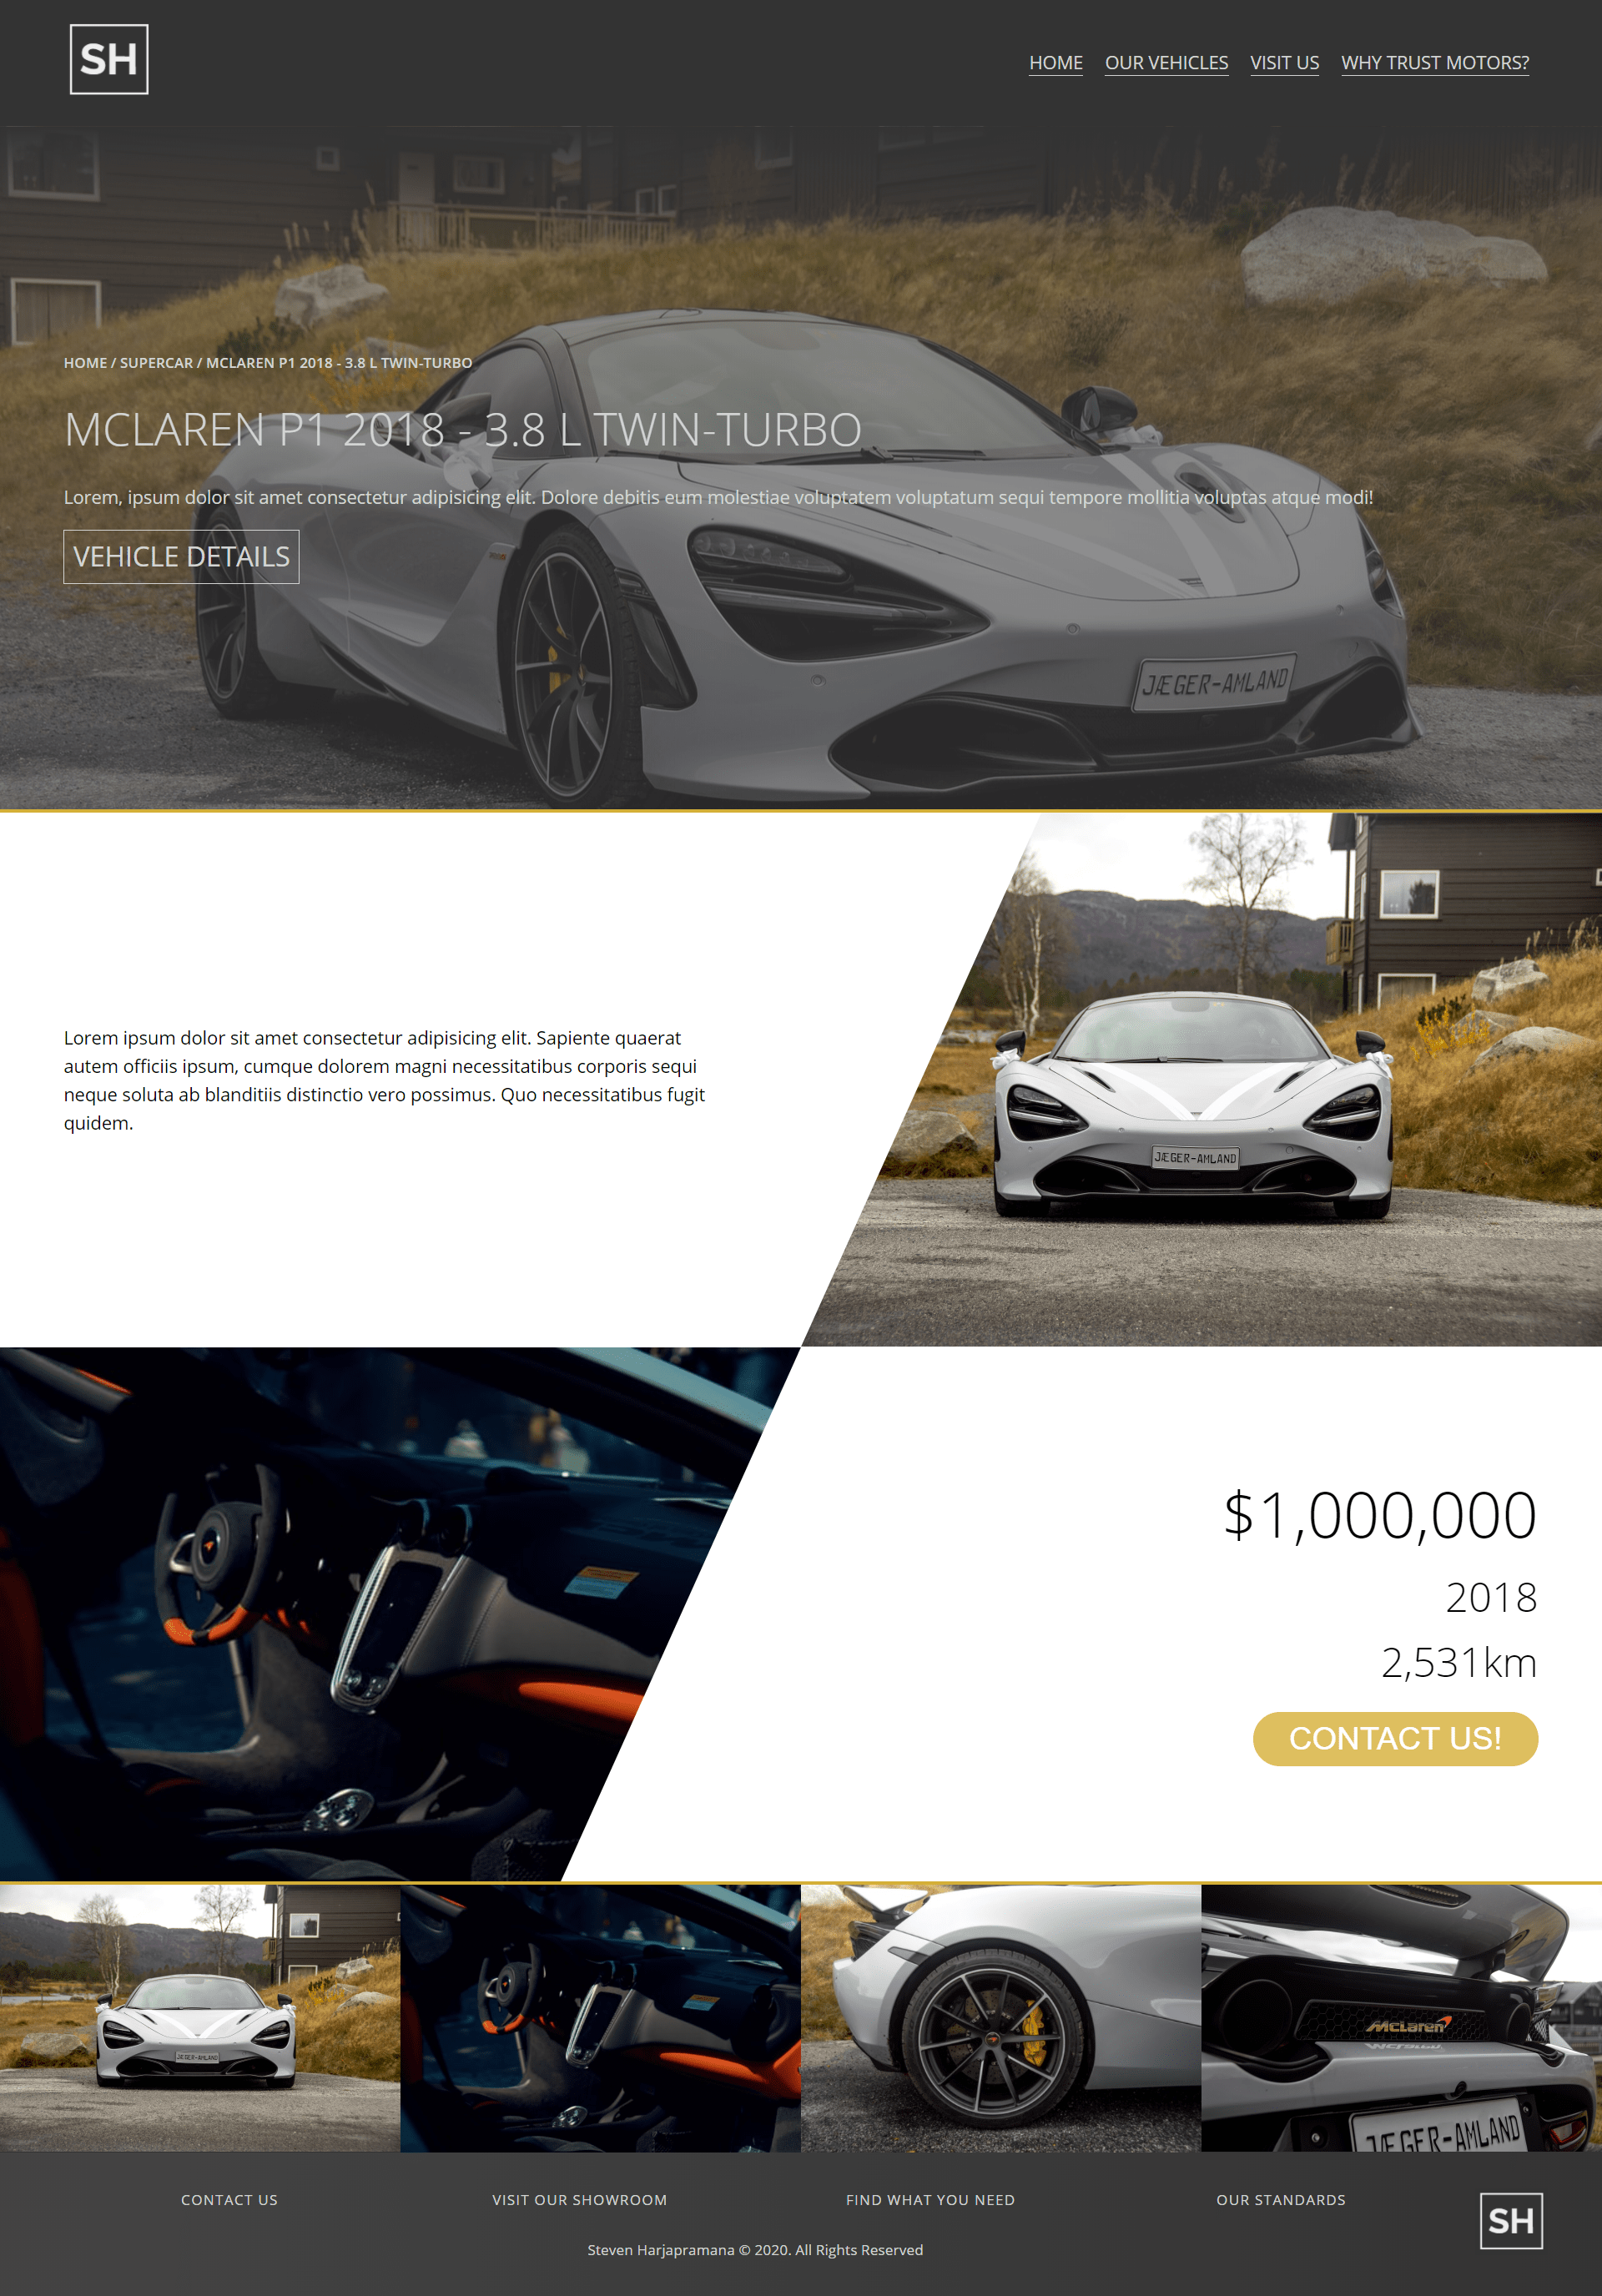 SH
HOME OUR VEHICLES VISIT US WHY TRUST MOTORS?
HOME / SUPERCAR / MCLAREN P1 2018 - 3.8 L TWIN-TURBO
MCLAREN P1 2018 - 3.8 L TWIN-TURBO
Lorem, ipsum dolor sit amet consectetur adipisicing elit. Dolore debitis eum molestiae voluptatem voluptatum sequi tempore mollitia voluptas atque modi!
VEHICLE DETAILS
JÆGER-AMLAND
Lorem ipsum dolor sit amet consectetur adipisicing elit. Sapiente quaerat
autem officiis ipsum, cumque dolorem magni necessitatibus corporis sequi
neque soluta ab blanditiis distinctio vero possimus. Quo necessitatibus fugit
quidem.
JÆGER-AMLAND
$1,000,000
2018
2,531km
CONTACT US!
JÆGER-AMLAND
McLaren
JÆGER-AMLAND
CONTACT US VISIT OUR SHOWROOM FIND WHAT YOU NEED OUR STANDARDS
SH
Steven Harjapramana © 2020. All Rights Reserved